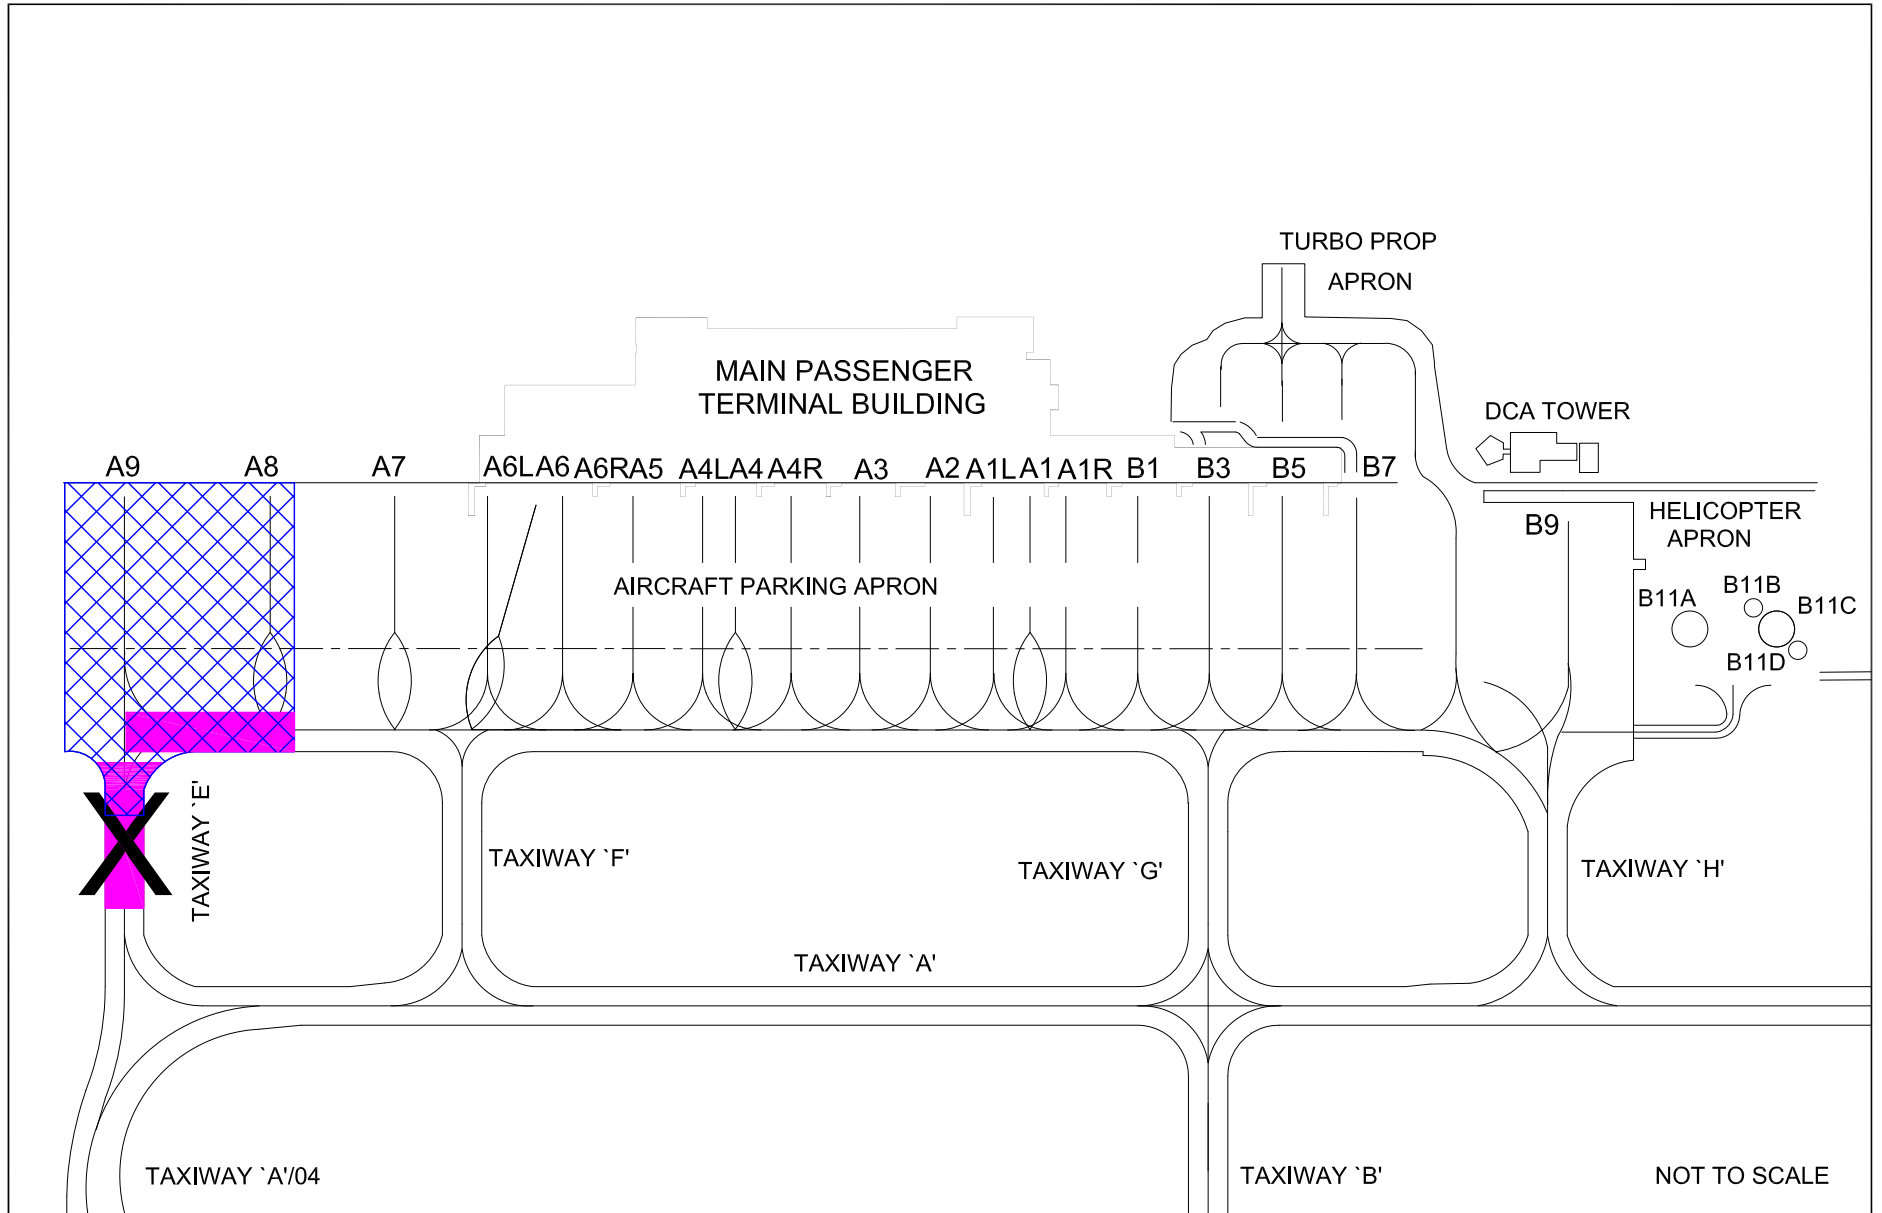 TURBO PROP
APRON
MAIN PASSENGER
TERMINAL BUILDING
DCA TOWER
A9 A8 A7 A6L A6 A6R A5 A4L A4 A4R A3 A2 A1L A1 A1R B1 B3 B5 B7
HELICOPTER
APRON
B9
AIRCRAFT PARKING APRON
B11A B11B B11C
B11D
TAXIWAY `E'
X
TAXIWAY `F'
TAXIWAY `G'
TAXIWAY `H'
TAXIWAY `A'
TAXIWAY `A'/04
TAXIWAY `B'
NOT TO SCALE